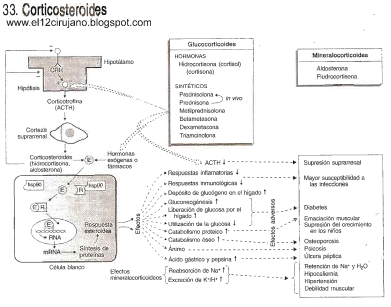 33. Corticosteroides
www.el12cirujano.blogspot.com
Hipotálamo
CRH
Hipófisis
Corticotrofina
(ACTH)
Corteza
suprarrenal
Corticosteroides
(hidrocortisona,
aldosterona)
Hormonas
exógenas o
fármacos
hsp90
hsp90
E
E
R
E
R
E
R
RNA
mRNA
Respuesta
esteroidea
Síntesis de
proteínas
Célula blanco
Glucocorticoides
HORMONAS
Hidrocortisona (cortisol)
(cortisona)
SINTÉTICOS
Prednisolona
Prednisona
in vivo
Metilprednisolona
Betametasona
Dexametasona
Triamcinolona
Mineralocorticoides
Aldosterona
Fludrocortisona
Efectos
ACTH ↓
Respuestas inflamatorias ↓
Respuestas inmunológicas ↓
Depósito de glucógeno en el hígado ↑
Gluconeogénesis ↑
Liberación de glucosa por el
hígado ↑
Utilización de la glucosa ↓
Catabolismo proteico ↑
Catabolismo óseo ↑
Ánimo
Ácido gástrico y pepsina ↑
Efectos
mineralocorticoides
Reabsorción de Na⁺ ↑
Excreción de K⁺/H⁺ ↑
Efectos adversos
Supresión suprarrenal
Mayor susceptibilidad a
las infecciones
Diabetes
Emaciación muscular
Supresión del crecimiento
en los niños
Osteoporosis
Psicosis
Úlcera péptica
Retención de Na⁺ y H₂O
Hipocaliemia
Hipertensión
Debilidad muscular